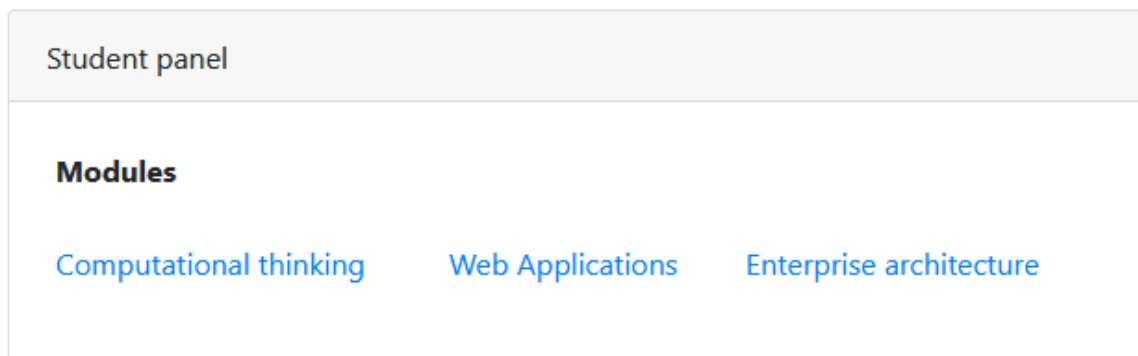 Student panel
Modules
Computational thinking Web Applications Enterprise architecture